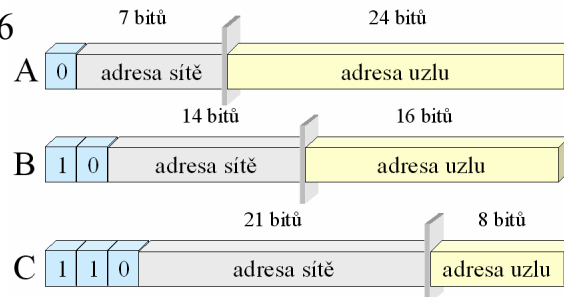 6
7 bitů 24 bitů
A 0 adresa sítě adresa uzlu
14 bitů 16 bitů
B 1 0 adresa sítě adresa uzlu
21 bitů 8 bitů
C 1 1 0 adresa sítě adresa uzlu